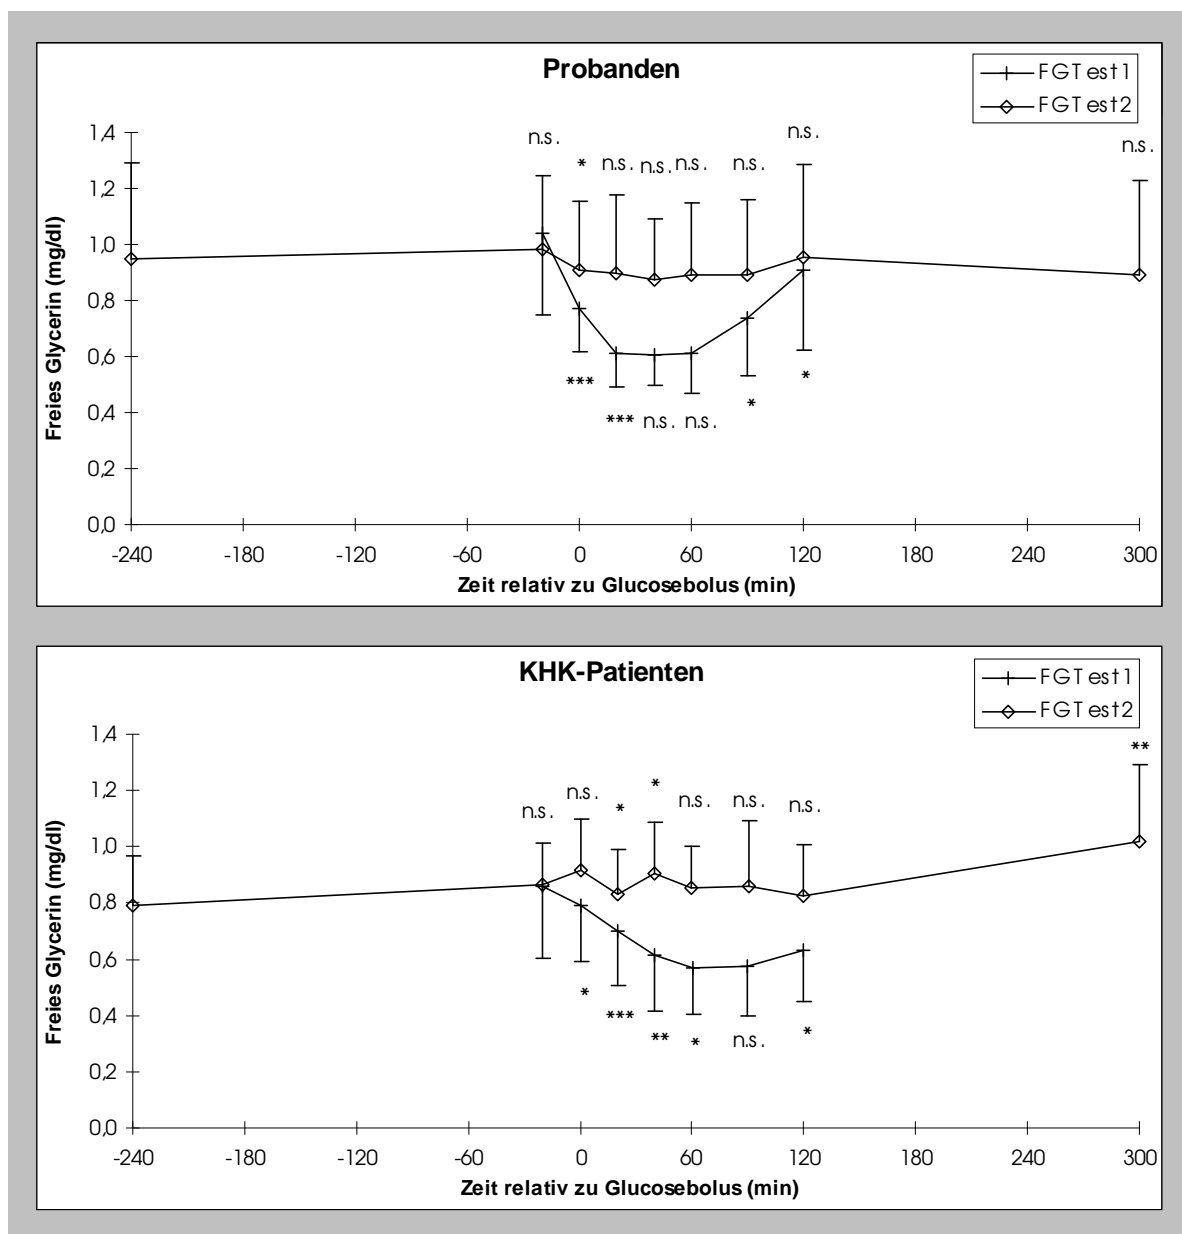 Probanden
FGTest1
FGTest2
n.s. * n.s. n.s. n.s. n.s. n.s. n.s.
1,4
1,2
1,0
0,8
0,6
0,4
0,2
0,0
Freies Glycerin (mg/dl)
*** *** n.s. n.s. * *
-240 -180 -120 -60 0 60 120 180 240 300
Zeit relativ zu Glucosebolus (min)
KHK-Patienten
FGTest1
FGTest2
n.s. n.s. * * n.s. n.s. n.s. **
1,4
1,2
1,0
0,8
0,6
0,4
0,2
0,0
Freies Glycerin (mg/dl)
* *** ** * n.s. *
-240 -180 -120 -60 0 60 120 180 240 300
Zeit relativ zu Glucosebolus (min)